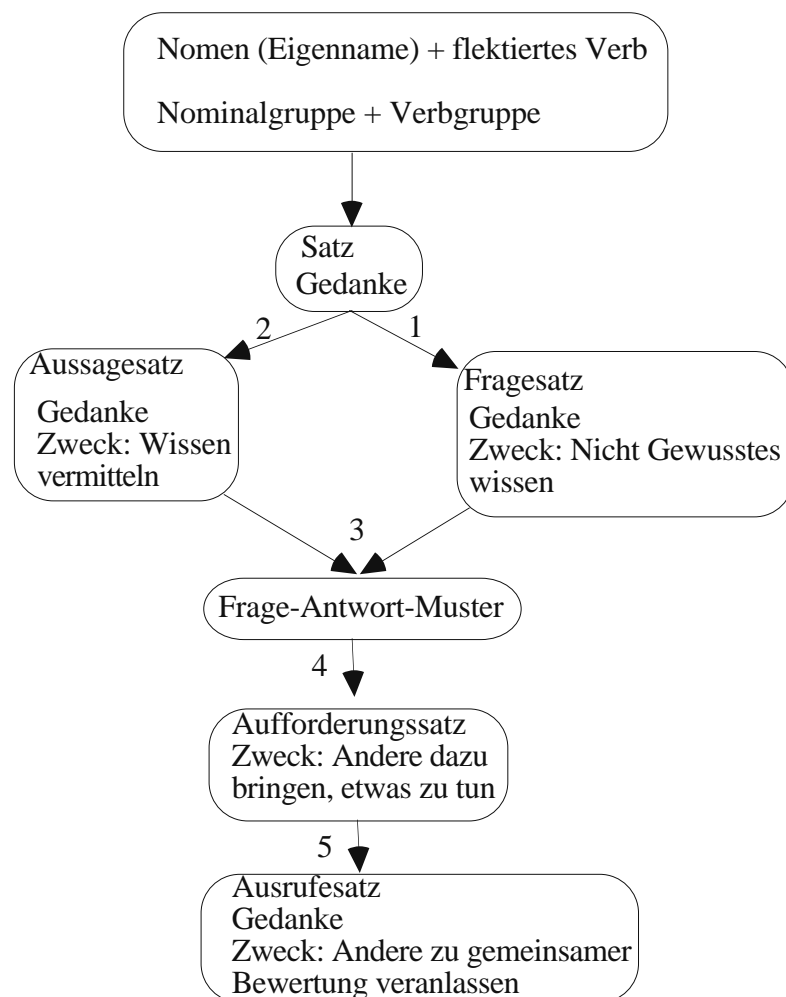 Nomen (Eigenname) + flektiertes Verb
Nominalgruppe + Verbgruppe
Satz
Gedanke
2
1
Aussagesatz
Gedanke
Zweck: Wissen
vermitteln
Fragesatz
Gedanke
Zweck: Nicht Gewusstes
wissen
3
Frage-Antwort-Muster
4
Aufforderungssatz
Zweck: Andere dazu
bringen, etwas zu tun
5
Ausrufesatz
Gedanke
Zweck: Andere zu gemeinsamer
Bewertung veranlassen